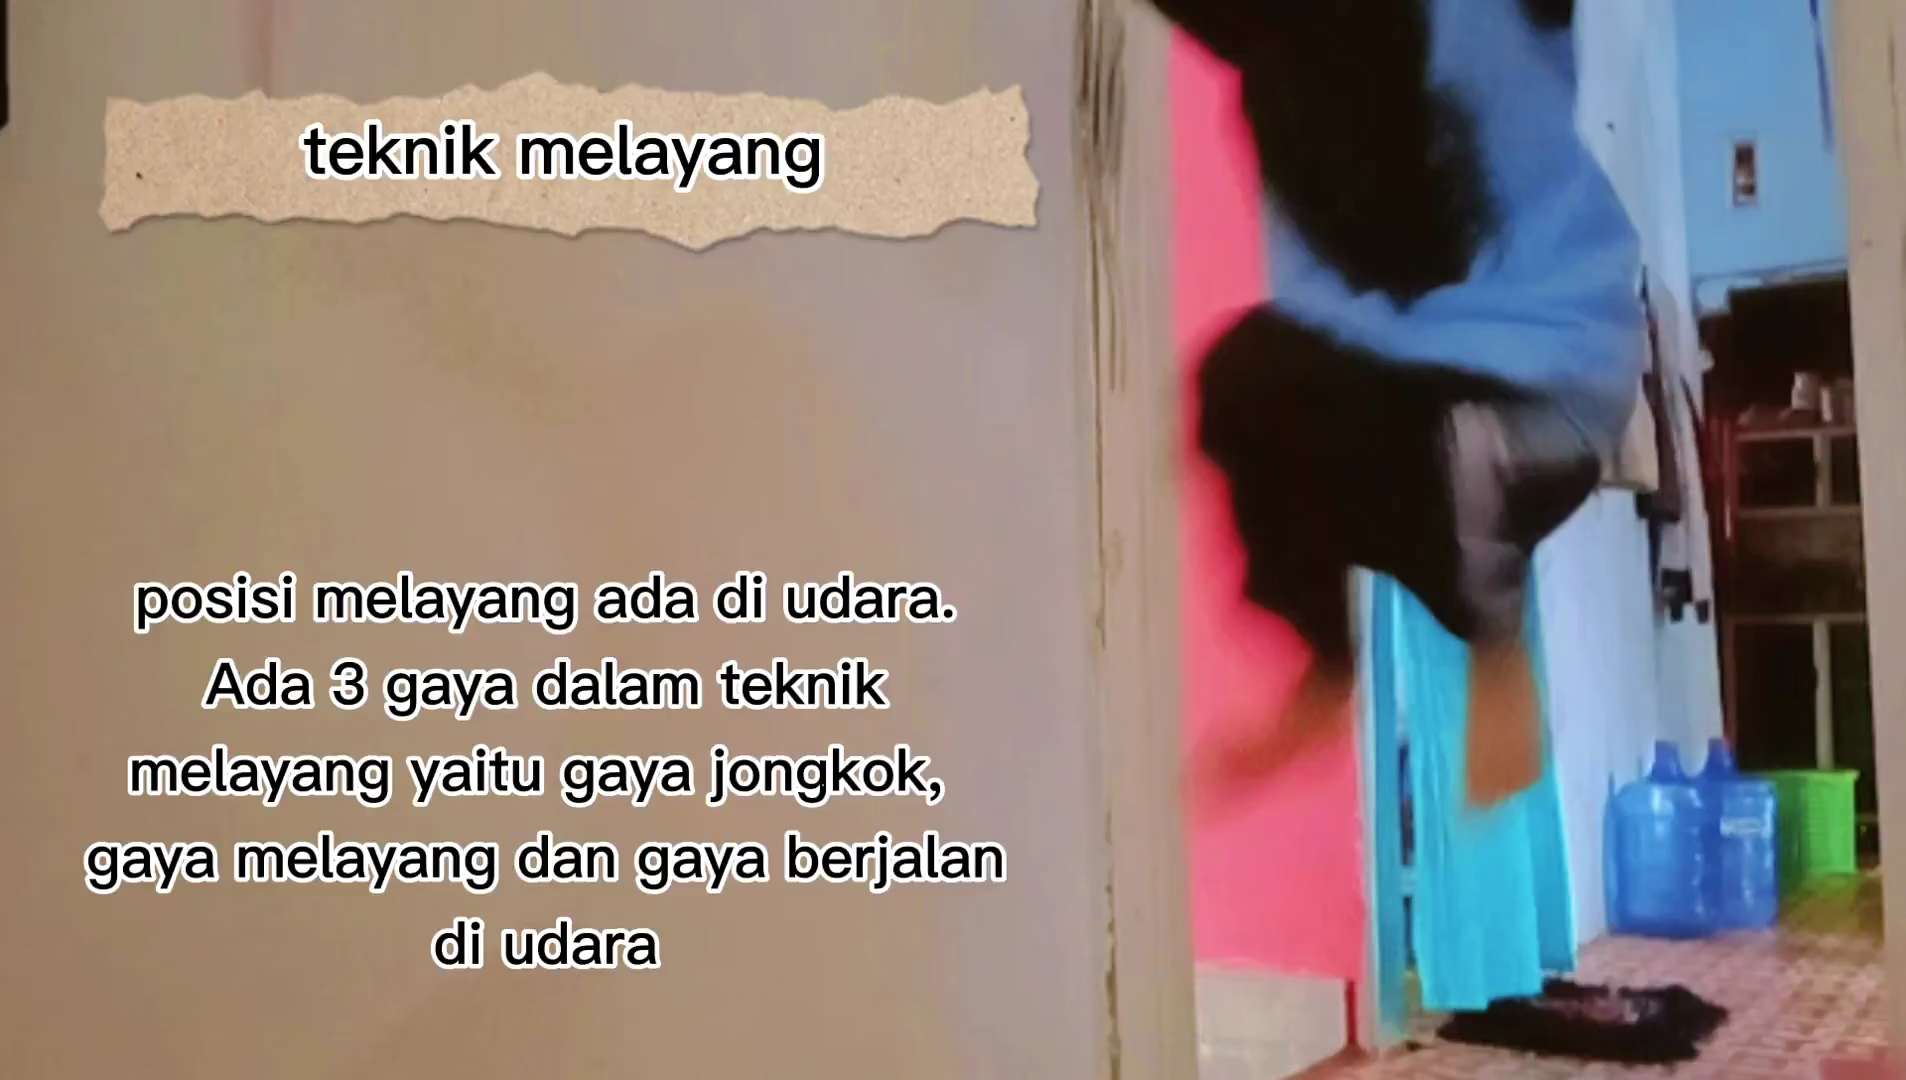 teknik melayang
posisi melayang ada di udara.
Ada 3 gaya dalam teknik
melayang yaitu gaya jongkok,
gaya melayang dan gaya berjalan
di udara